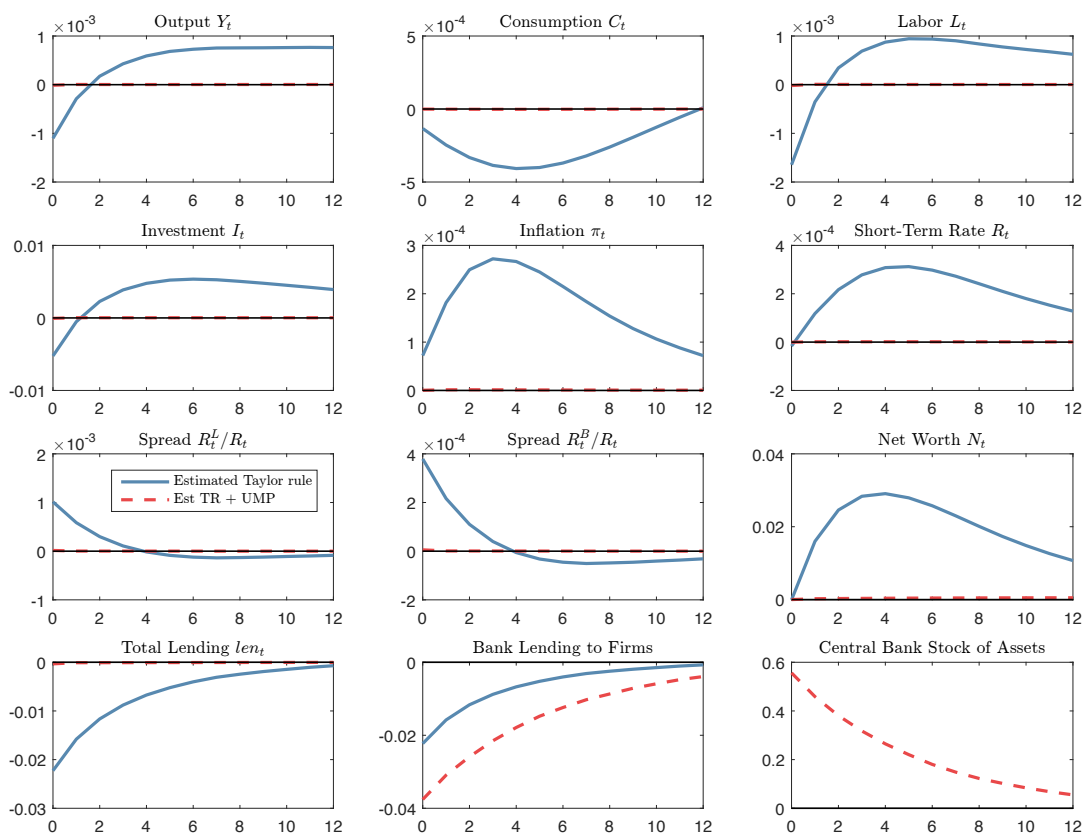 Output Y_t
Consumption C_t
Labor L_t
×10^-3
1
0
-1
-2
0 2 4 6 8 10 12
×10^-4
5
0
-5
0 2 4 6 8 10 12
×10^-3
1
0
-1
-2
0 2 4 6 8 10 12
Investment I_t
Inflation π_t
Short-Term Rate R_t
0.01
0
-0.01
0 2 4 6 8 10 12
×10^-4
3
2
1
0
0 2 4 6 8 10 12
×10^-4
4
2
0
-2
0 2 4 6 8 10 12
Spread R_t^L/R_t
Spread R_t^B/R_t
Net Worth N_t
×10^-3
2
1
0
-1
Estimated Taylor rule
Est TR + UMP
0 2 4 6 8 10 12
×10^-4
4
2
0
-2
0 2 4 6 8 10 12
0.04
0.02
0
0 2 4 6 8 10 12
Total Lending len_t
Bank Lending to Firms
Central Bank Stock of Assets
0
-0.01
-0.02
-0.03
0 2 4 6 8 10 12
0
-0.02
-0.04
0 2 4 6 8 10 12
0.6
0.4
0.2
0
0 2 4 6 8 10 12